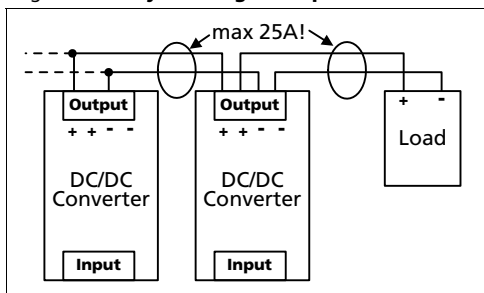 max 25A!
Output
+ + - -
DC/DC
Converter
Input
Output
+ + - -
DC/DC
Converter
Input
+ -
Load